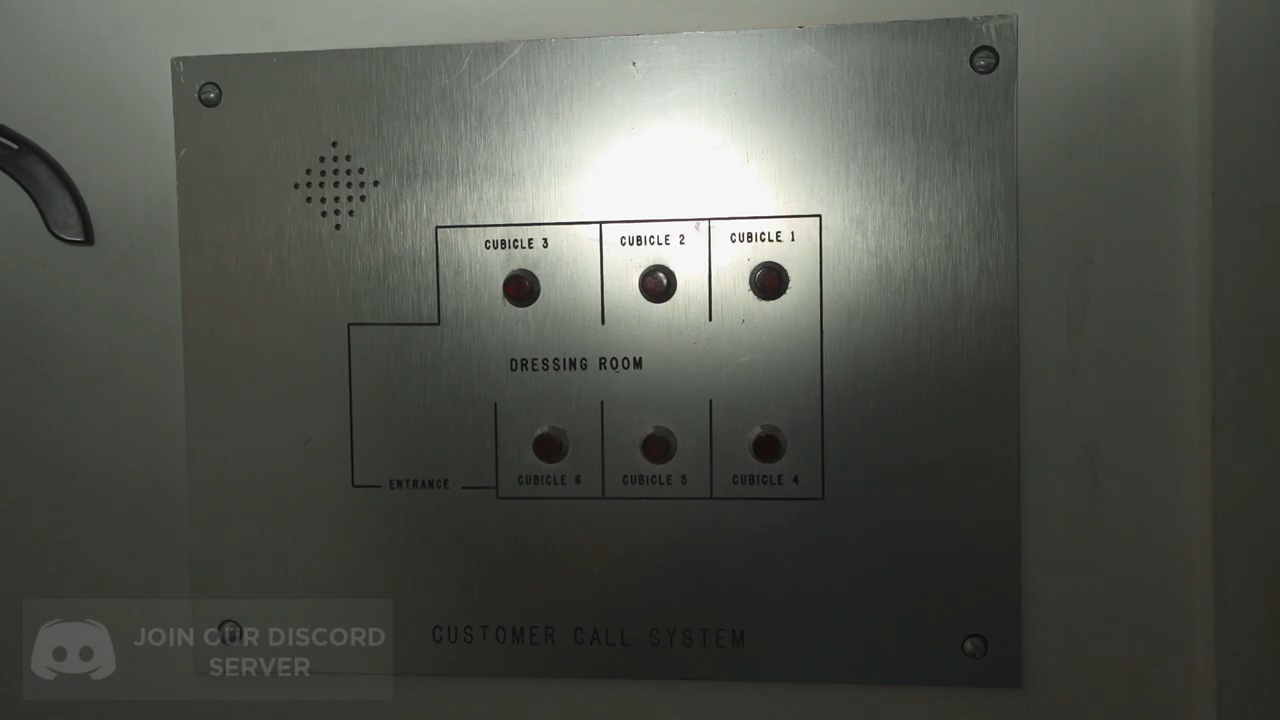 CUBICLE 3
CUBICLE 2
CUBICLE 1
DRESSING ROOM
CUBICLE 6
CUBICLE 5
CUBICLE 4
ENTRANCE
CUSTOMER CALL SYSTEM
JOIN OUR DISCORD
SERVER